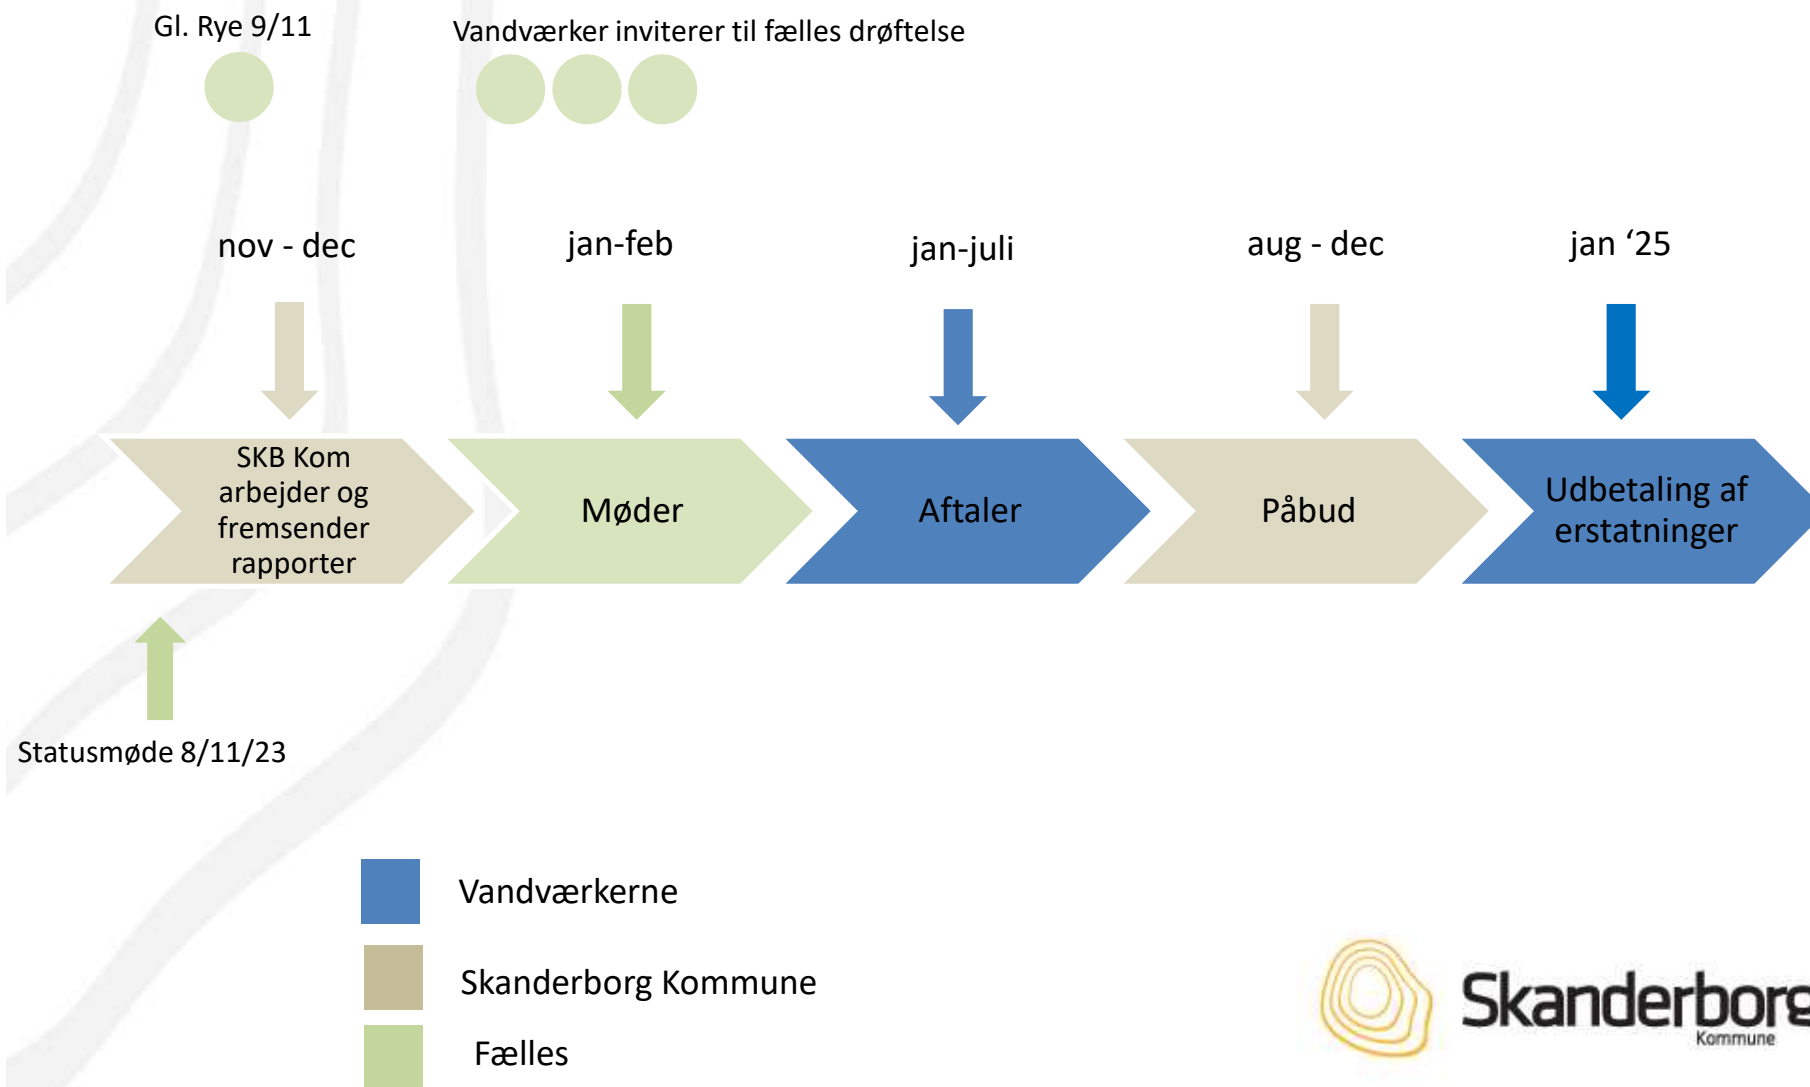 Gl. Rye 9/11
Vandværker inviterer til fælles drøftelse
nov - dec
jan-feb
jan-juli
aug - dec
jan ‘25
SKB Kom
arbejder og
fremsender
rapporter
Møder
Aftaler
Påbud
Udbetaling af
erstatninger
Statusmøde 8/11/23
Vandværkerne
Skanderborg Kommune
Fælles
Skanderborg
Kommune